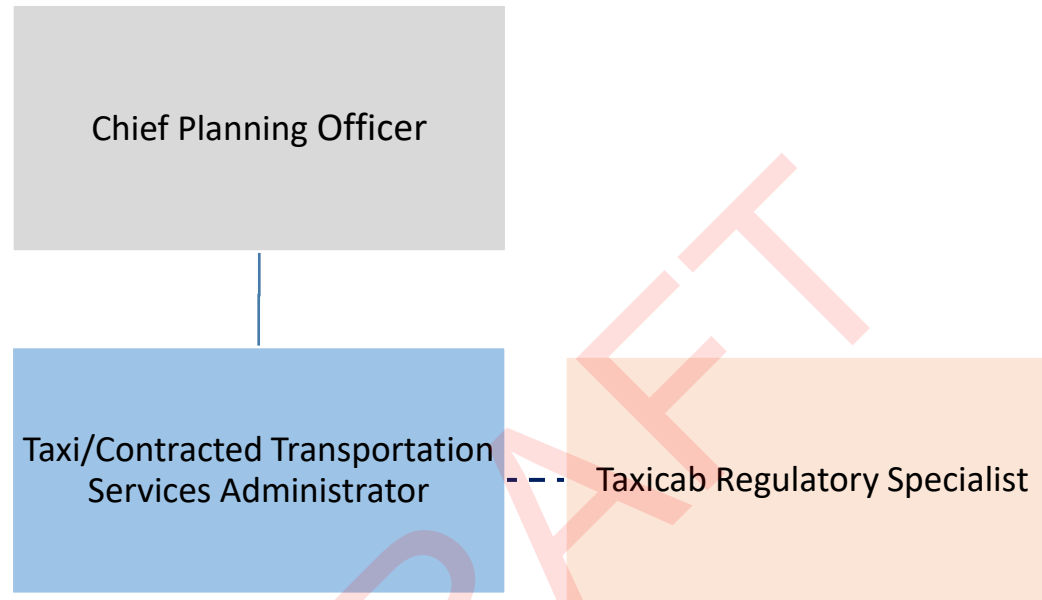 Chief Planning Officer
Taxi/Contracted Transportation
Services Administrator
Taxicab Regulatory Specialist
DRAFT